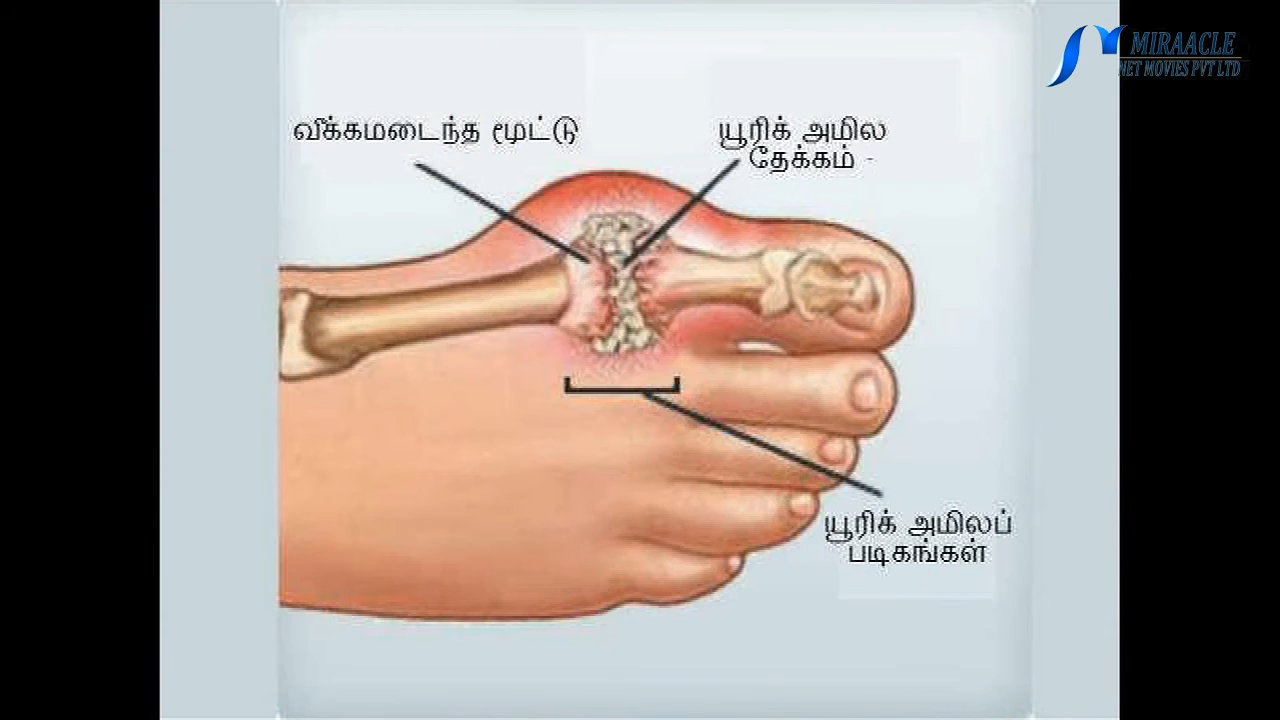 MIRAACLE
NET MOVIES PVT LTD
வீக்கமடைந்த மூட்டு
யூரிக் அமில
தேக்கம் -
யூரிக் அமிலப்
படிகங்கள்